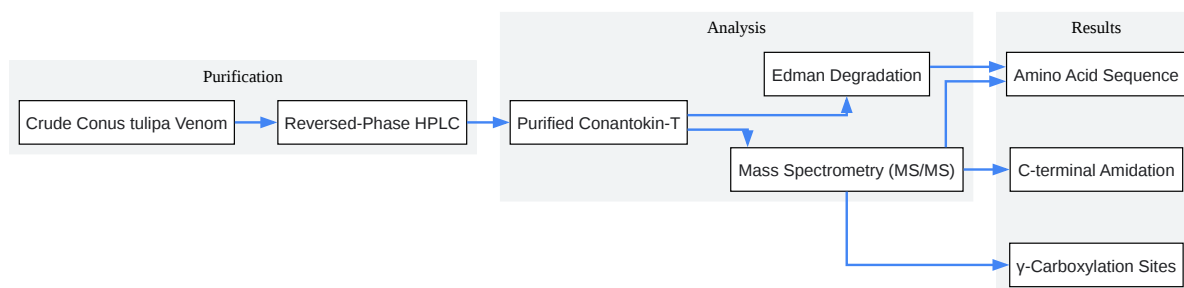 Purification
Crude Conus tulipa Venom
Reversed-Phase HPLC
Analysis
Purified Conantokin-T
Edman Degradation
Mass Spectrometry (MS/MS)
Results
Amino Acid Sequence
C-terminal Amidation
γ-Carboxylation Sites